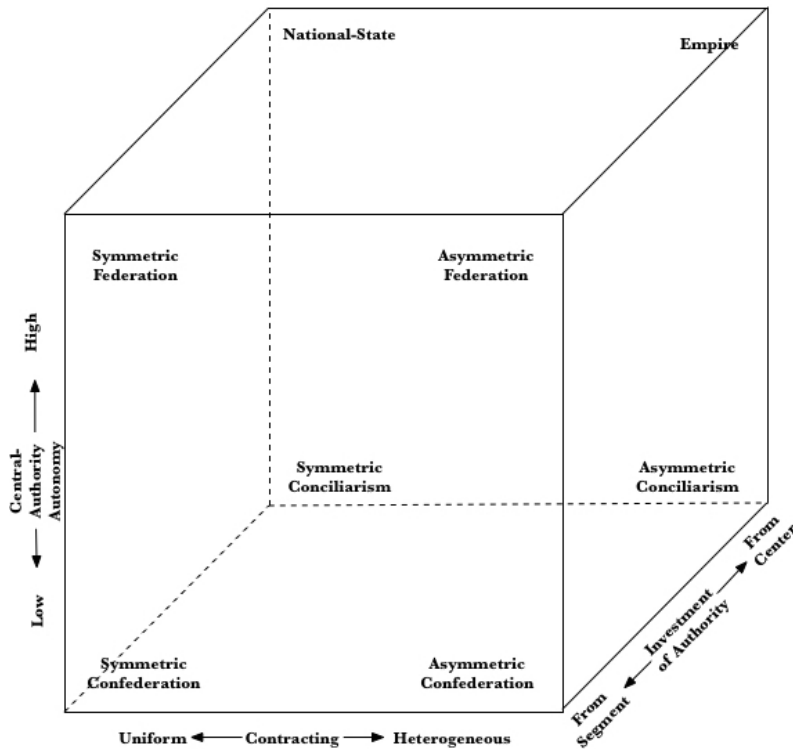 National-State
Empire
Symmetric
Federation
Asymmetric
Federation
High
Central-
Authority
Autonomy
Low
Symmetric
Conciliarism
Asymmetric
Conciliarism
From
Center
Investment
of Authority
From
Segment
Symmetric
Confederation
Asymmetric
Confederation
Uniform
Contracting
Heterogeneous